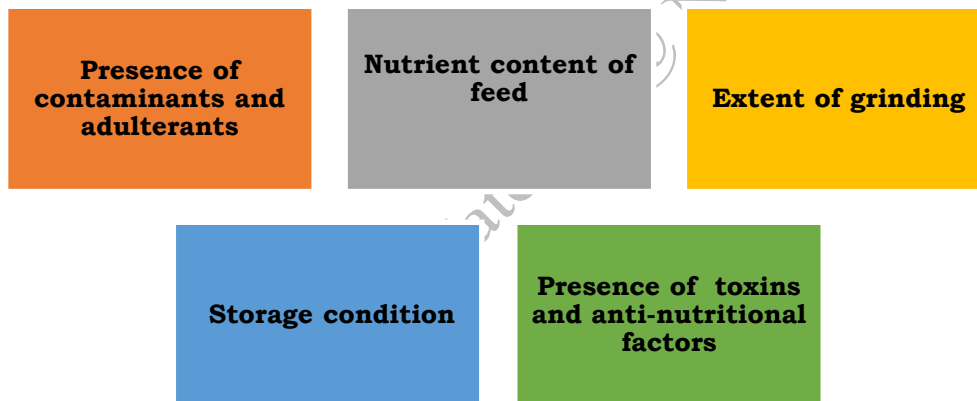 Presence of
contaminants and
adulterants
Nutrient content of
feed
Extent of grinding
Storage condition
Presence of toxins
and anti-nutritional
factors